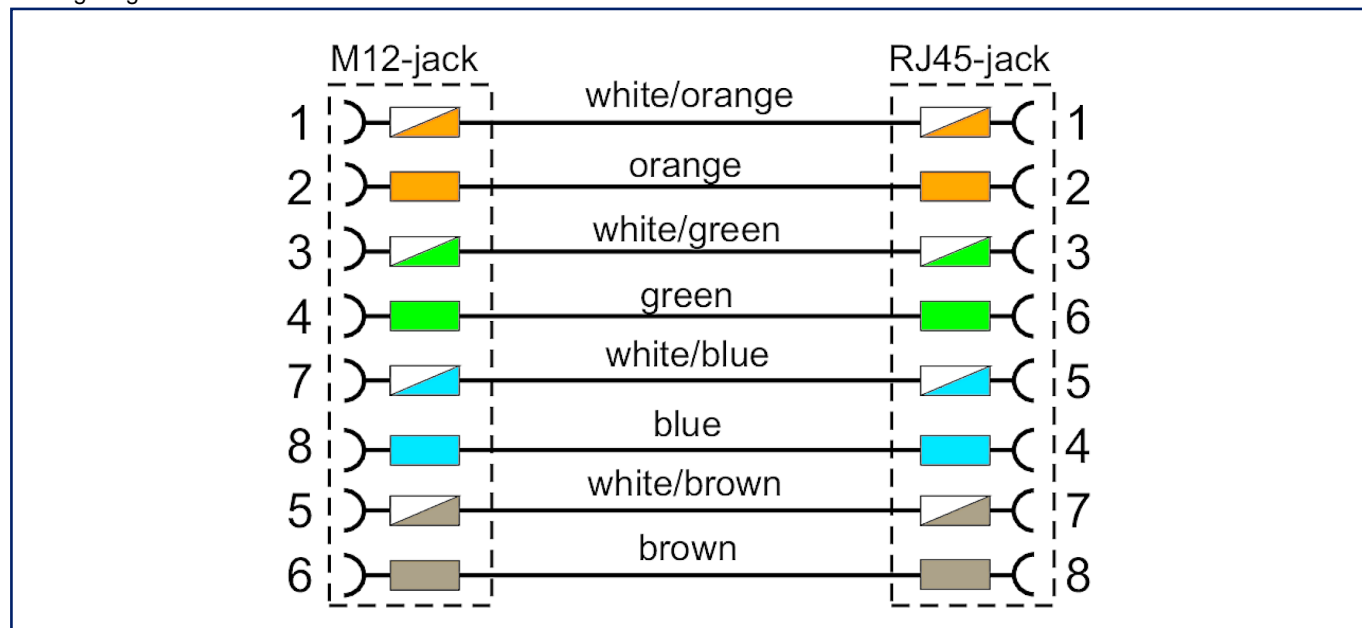 M12-jack RJ45-jack
1 white/orange 1
2 orange 2
3 white/green 3
4 green 6
7 white/blue 5
8 blue 4
5 white/brown 7
6 brown 8